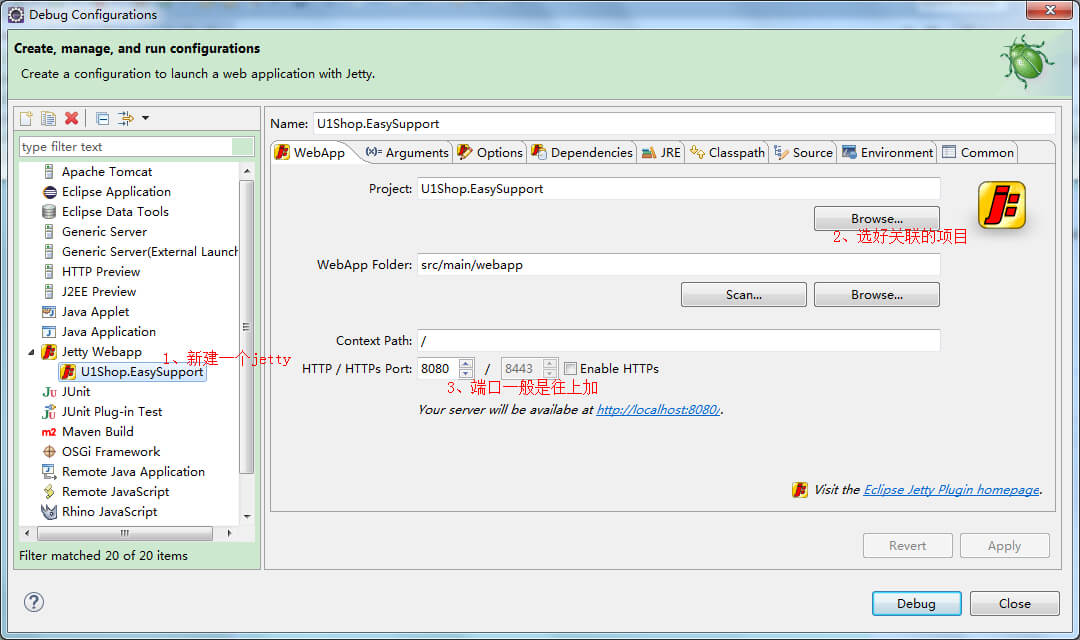 Debug Configurations
Create, manage, and run configurations
Create a configuration to launch a web application with Jetty.
type filter text
Apache Tomcat
Eclipse Application
Eclipse Data Tools
Generic Server
Generic Server(External Launch
HTTP Preview
J2EE Preview
Java Applet
Java Application
Jetty Webapp
1、新建一个jetty
U1Shop.EasySupport
JUnit
JUnit Plug-in Test
Maven Build
OSGi Framework
Remote Java Application
Remote JavaScript
Rhino JavaScript
Filter matched 20 of 20 items
Name: U1Shop.EasySupport
WebApp (x)= Arguments Options Dependencies JRE Classpath Source Environment Common
Project: U1Shop.EasySupport
Browse...
2、选好关联的项目
WebApp Folder: src/main/webapp
Scan... Browse...
Context Path: /
HTTP / HTTPs Port: 8080 / 8443 Enable HTTPs
3、端口一般是往上加
Your server will be availabe at http://localhost:8080/.
Visit the Eclipse Jetty Plugin homepage.
Revert Apply
Debug Close